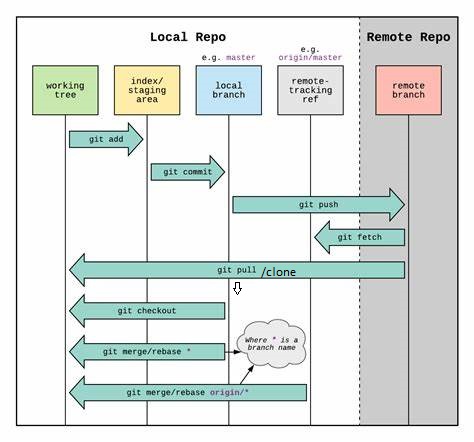 Local Repo
Remote Repo
e.g. master
e.g.
origin/master
working
tree
index/
staging
area
local
branch
remote-
tracking
ref
remote
branch
git add
git commit
git push
git fetch
git pull /clone
git checkout
git merge/rebase *
Where * is a
branch name
git merge/rebase origin/*